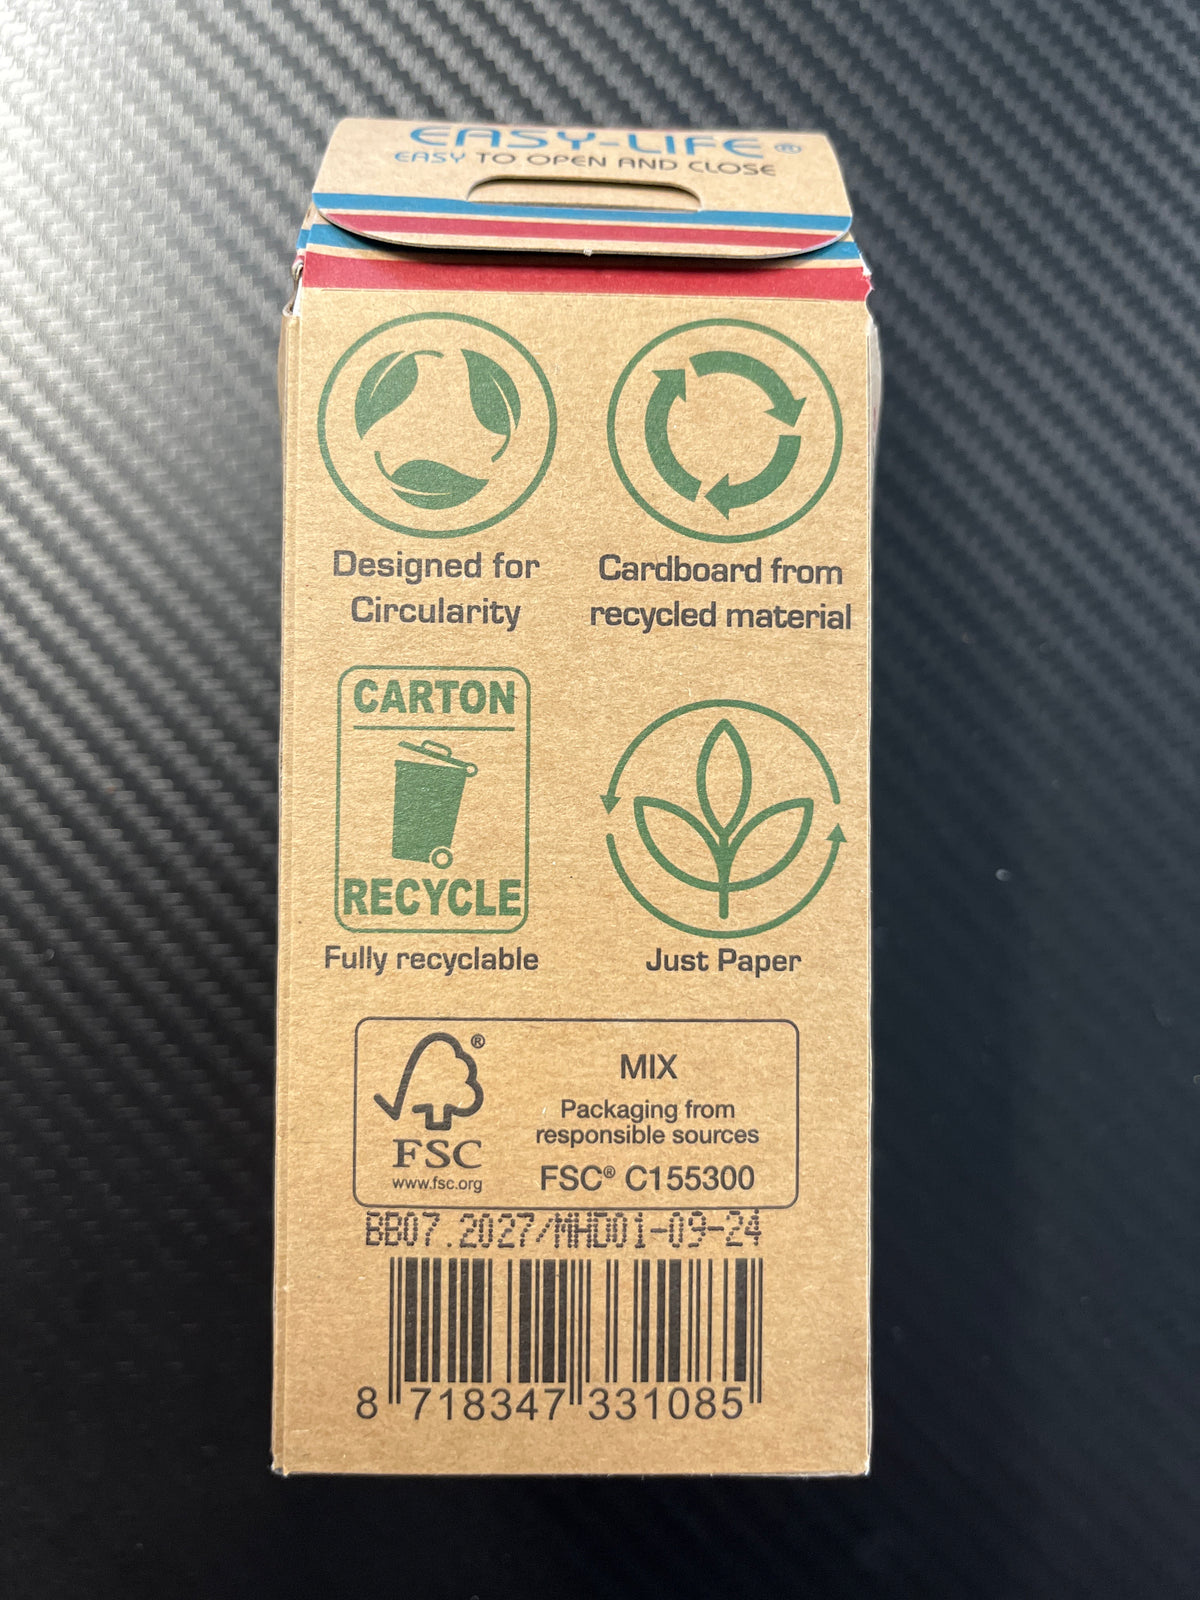 EASY-LIFE®
EASY TO OPEN AND CLOSE
Designed for
Circularity
Cardboard from
recycled material
CARTON
RECYCLE
Fully recyclable
Just Paper
®
FSC
www.fsc.org
MIX
Packaging from
responsible sources
FSC® C155300
BB07.2027/MHD01-09-24
8 718347 331085